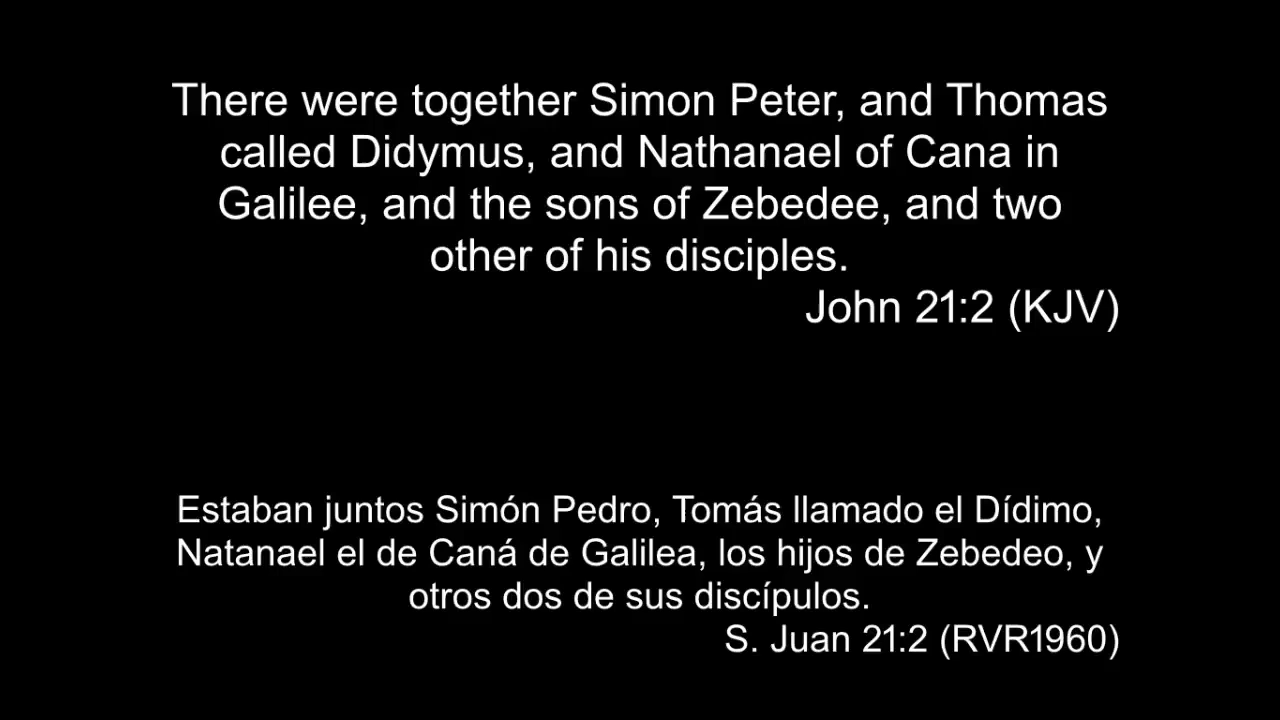 There were together Simon Peter, and Thomas
called Didymus, and Nathanael of Cana in
Galilee, and the sons of Zebedee, and two
other of his disciples.
John 21:2 (KJV)
Estaban juntos Simón Pedro, Tomás llamado el Dídimo,
Natanael el de Caná de Galilea, los hijos de Zebedeo, y
otros dos de sus discípulos.
S. Juan 21:2 (RVR1960)